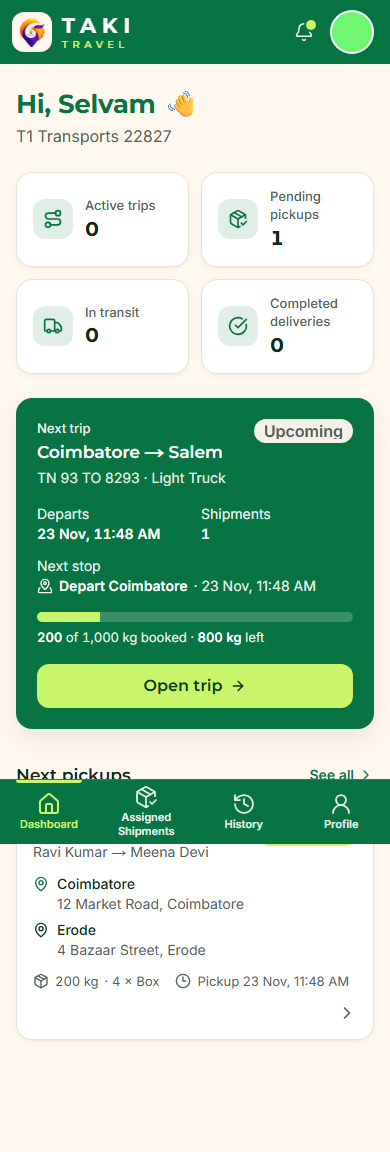 TAKI
TRAVEL
Hi, Selvam 👋
T1 Transports 22827
Active trips
0
Pending
pickups
1
In transit
0
Completed
deliveries
0
Next trip
Upcoming
Coimbatore → Salem
TN 93 TO 8293 · Light Truck
Departs
Shipments
23 Nov, 11:48 AM
1
Next stop
Depart Coimbatore · 23 Nov, 11:48 AM
200 of 1,000 kg booked · 800 kg left
Open trip →
Next pickups
See all >
Dashboard
Assigned
Shipments
History
Profile
Ravi Kumar → Meena Devi
Coimbatore
12 Market Road, Coimbatore
Erode
4 Bazaar Street, Erode
200 kg · 4 × Box
Pickup 23 Nov, 11:48 AM